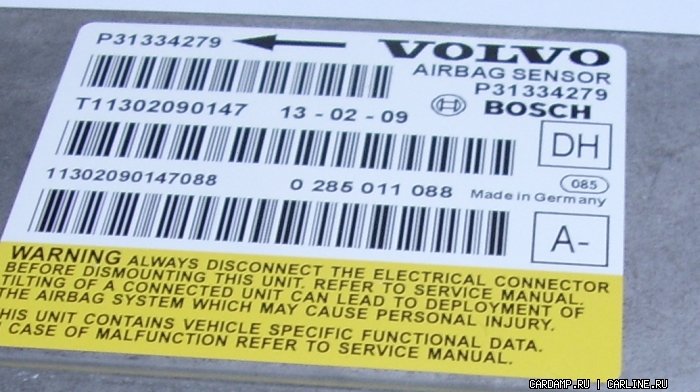 P31334279
VOLVO
AIRBAG SENSOR
P31334279
T11302090147 13-02-09
BOSCH
DH
11302090147088 0 285 011 088 Made in Germany
085
A-
WARNING ALWAYS DISCONNECT THE ELECTRICAL CONNECTOR
BEFORE DISMOUNTING THIS UNIT. REFER TO SERVICE MANUAL.
TILTING OF A CONNECTED UNIT CAN LEAD TO DEPLOYMENT OF
THE AIRBAG SYSTEM WHICH MAY CAUSE PERSONAL INJURY.
THIS UNIT CONTAINS VEHICLE SPECIFIC FUNCTIONAL DATA.
CASE OF MALFUNCTION REFER TO SERVICE MANUAL.
CARDAMP.RU | CARLINE.RU